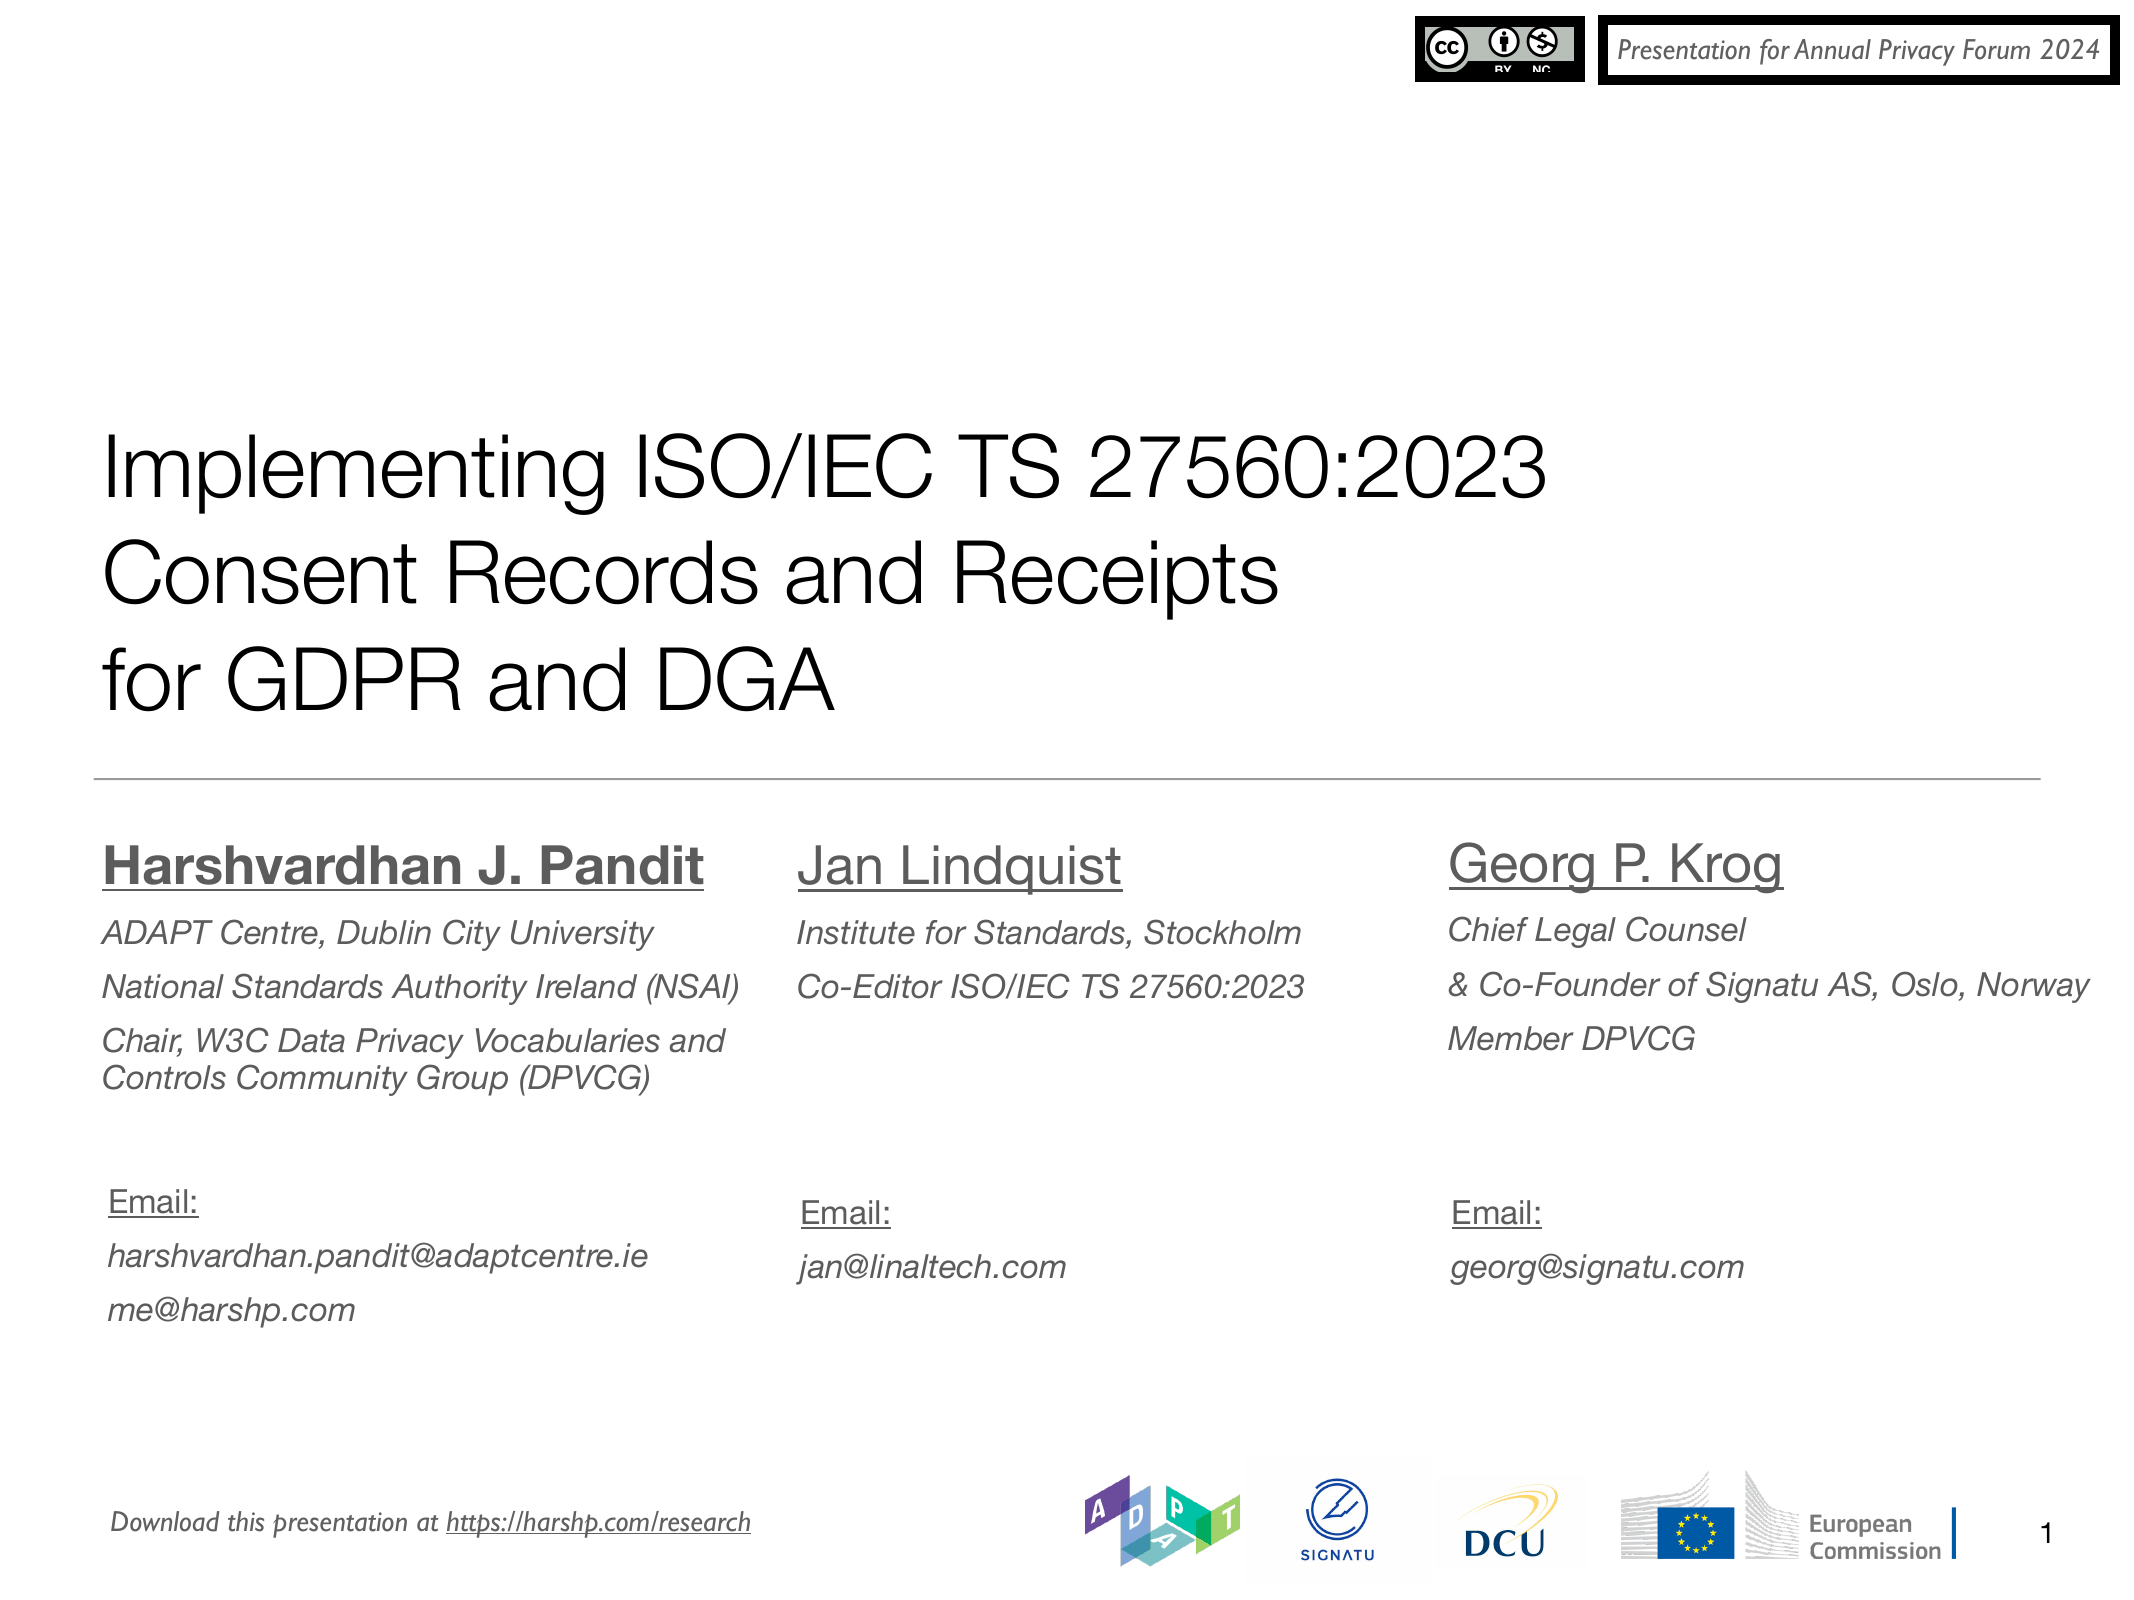 CC BY NC
Presentation for Annual Privacy Forum 2024
Implementing ISO/IEC TS 27560:2023
Consent Records and Receipts
for GDPR and DGA
Harshvardhan J. Pandit
ADAPT Centre, Dublin City University
National Standards Authority Ireland (NSAI)
Chair, W3C Data Privacy Vocabularies and
Controls Community Group (DPVCG)
Email:
harshvardhan.pandit@adaptcentre.ie
me@harshp.com
Jan Lindquist
Institute for Standards, Stockholm
Co-Editor ISO/IEC TS 27560:2023
Email:
jan@linaltech.com
Georg P. Krog
Chief Legal Counsel
& Co-Founder of Signatu AS, Oslo, Norway
Member DPVCG
Email:
georg@signatu.com
Download this presentation at https://harshp.com/research
ADAPT
SIGNATU
DCU
European
Commission
1